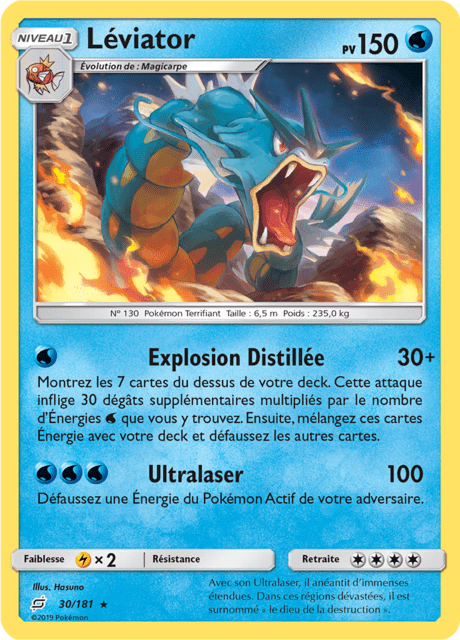 NIVEAU 1
Léviator
PV 150
Évolution de : Magicarpe
N° 130 Pokémon Terrifiant Taille : 6,5 m Poids : 235,0 kg
Explosion Distillée 30+
Montrez les 7 cartes du dessus de votre deck. Cette attaque
inflige 30 dégâts supplémentaires multipliés par le nombre
d'Énergies que vous y trouvez. Ensuite, mélangez ces cartes
Énergie avec votre deck et défaussez les autres cartes.
Ultralaser 100
Défaussez une Énergie du Pokémon Actif de votre adversaire.
Faiblesse × 2 Résistance Retraite
Illus. Hasuno
30/181 ★
©2019 Pokémon
Avec son Ultralaser, il anéantit d'immenses
étendues. Dans ces régions dévastées, il est
surnommé « le dieu de la destruction ».